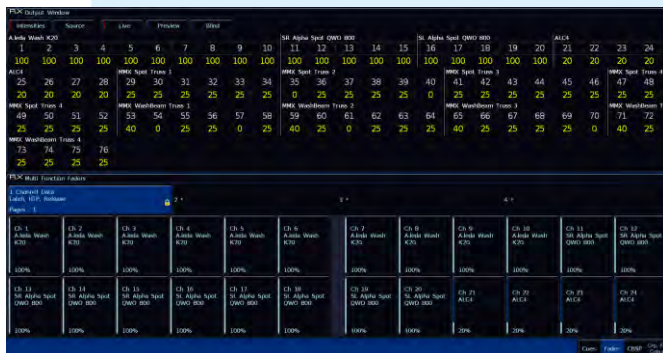 PLX Output Window
Intensities Source Live Preview Blind
A.leda Wash K20 SR Alpha Spot QWO 800 SL Alpha Spot QWO 800 ALC4
1 2 3 4 5 6 7 8 9 10 11 12 13 14 15 16 17 18 19 20 21 22 23 24
100 100 100 100 100 100 100 100 100 100 100 100 100 100 100 100 100 100 100 100 20 20 20 20
ALC4 MMX Spot Truss 1 MMX Spot Truss 2 MMX Spot Truss 3 MMX Spot Truss 4
25 26 27 28 29 30 31 32 33 34 35 36 37 38 39 40 41 42 43 44 45 46 47 48
20 20 20 20 25 25 25 25 25 25 0 25 25 25 25 0 25 25 25 25 25 25 25 25
MMX Spot Truss 4 MMX WashBeam Truss 1 MMX WashBeam Truss 2 MMX WashBeam Truss 3 MMX WashBeam T
49 50 51 52 53 54 55 56 57 58 59 60 61 62 63 64 65 66 67 68 69 70 71 72
25 25 25 25 40 0 25 25 0 25 40 25 0 25 25 25 40 25 25 25 25 0 40 25
MMX WashBeam Truss 4
73 74 75 76
25 25 25 25
PLX Multi Function Faders
1 Channel Data
Latch, HTP, Release
Pages : 1
2 * 3 * 4 *
Ch 1 Ch 2 Ch 3 Ch 4 Ch 5 Ch 6 Ch 7 Ch 8 Ch 9 Ch 10 Ch 11 Ch 12
A.leda Wash A.leda Wash A.leda Wash A.leda Wash A.leda Wash A.leda Wash A.leda Wash A.leda Wash A.leda Wash A.leda Wash SR Alpha Spot SR Alpha Spot
K20 K20 K20 K20 K20 K20 K20 K20 K20 K20 QWO 800 QWO 800
100% 100% 100% 100% 100% 100% 100% 100% 100% 100% 100% 100%
Ch 13 Ch 14 Ch 15 Ch 16 Ch 17 Ch 18 Ch 19 Ch 20 Ch 21 Ch 22 Ch 23 Ch 24
SR Alpha Spot SR Alpha Spot SR Alpha Spot SL Alpha Spot SL Alpha Spot SL Alpha Spot SL Alpha Spot SL Alpha Spot ALC4 ALC4 ALC4 ALC4
QWO 800 QWO 800 QWO 800 QWO 800 QWO 800 QWO 800 QWO 800 QWO 800
100% 100% 100% 100% 100% 100% 100% 100% 20% 20% 20% 20%
Cues Fader CBSP